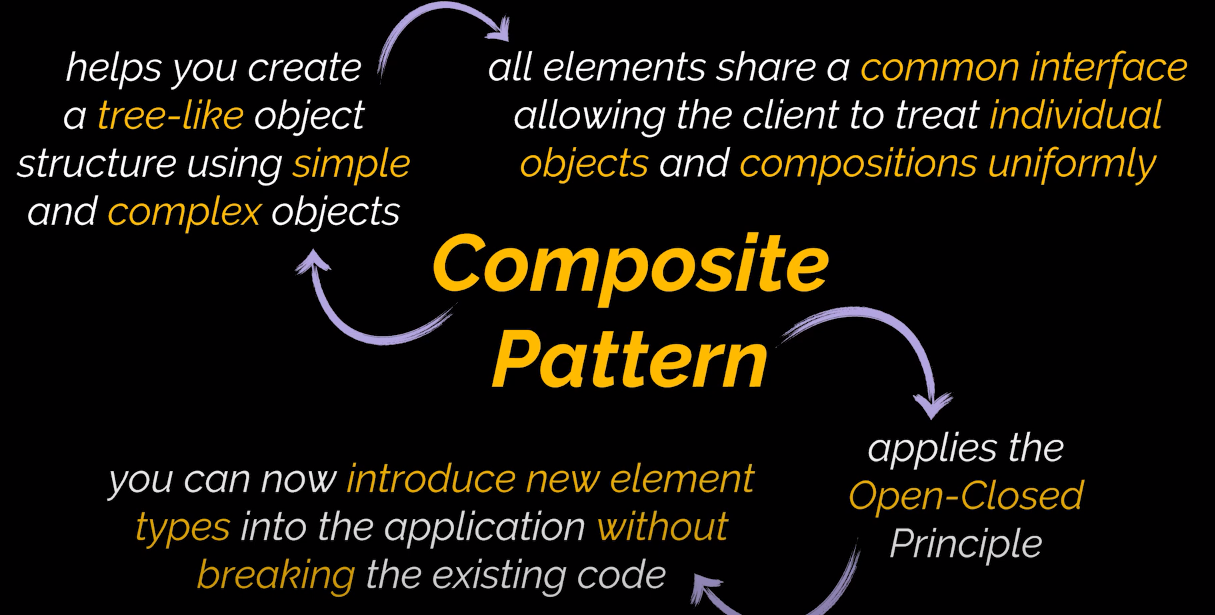 helps you create
a tree-like object
structure using simple
and complex objects
all elements share a common interface
allowing the client to treat individual
objects and compositions uniformly
Composite
Pattern
applies the
Open-Closed
Principle
you can now introduce new element
types into the application without
breaking the existing code